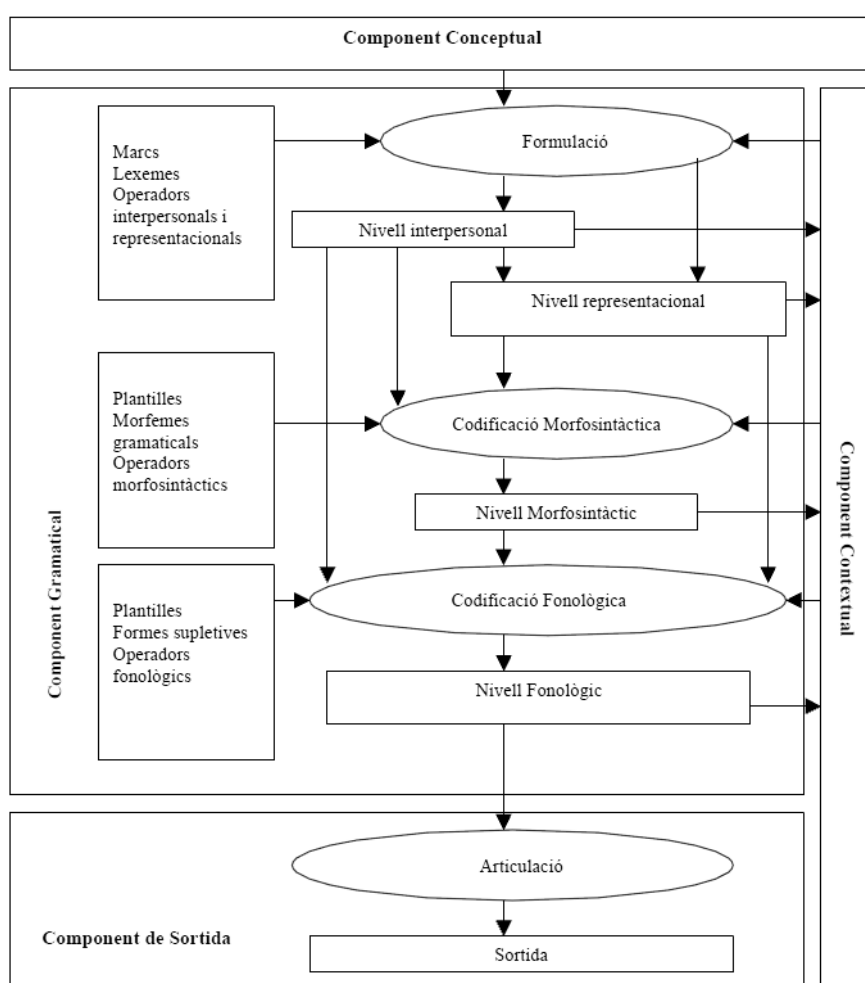 Component Conceptual
Formulació
Marcs
Lexemes
Operadors
interpersonals i
representacionals
Nivell interpersonal
Nivell representacional
Plantilles
Morfemes
gramaticals
Operadors
morfosintàctics
Codificació Morfosintàctica
Nivell Morfosintàctic
Component Gramatical
Component Contextual
Plantilles
Formes supletives
Operadors
fonològics
Codificació Fonològica
Nivell Fonològic
Articulació
Component de Sortida
Sortida